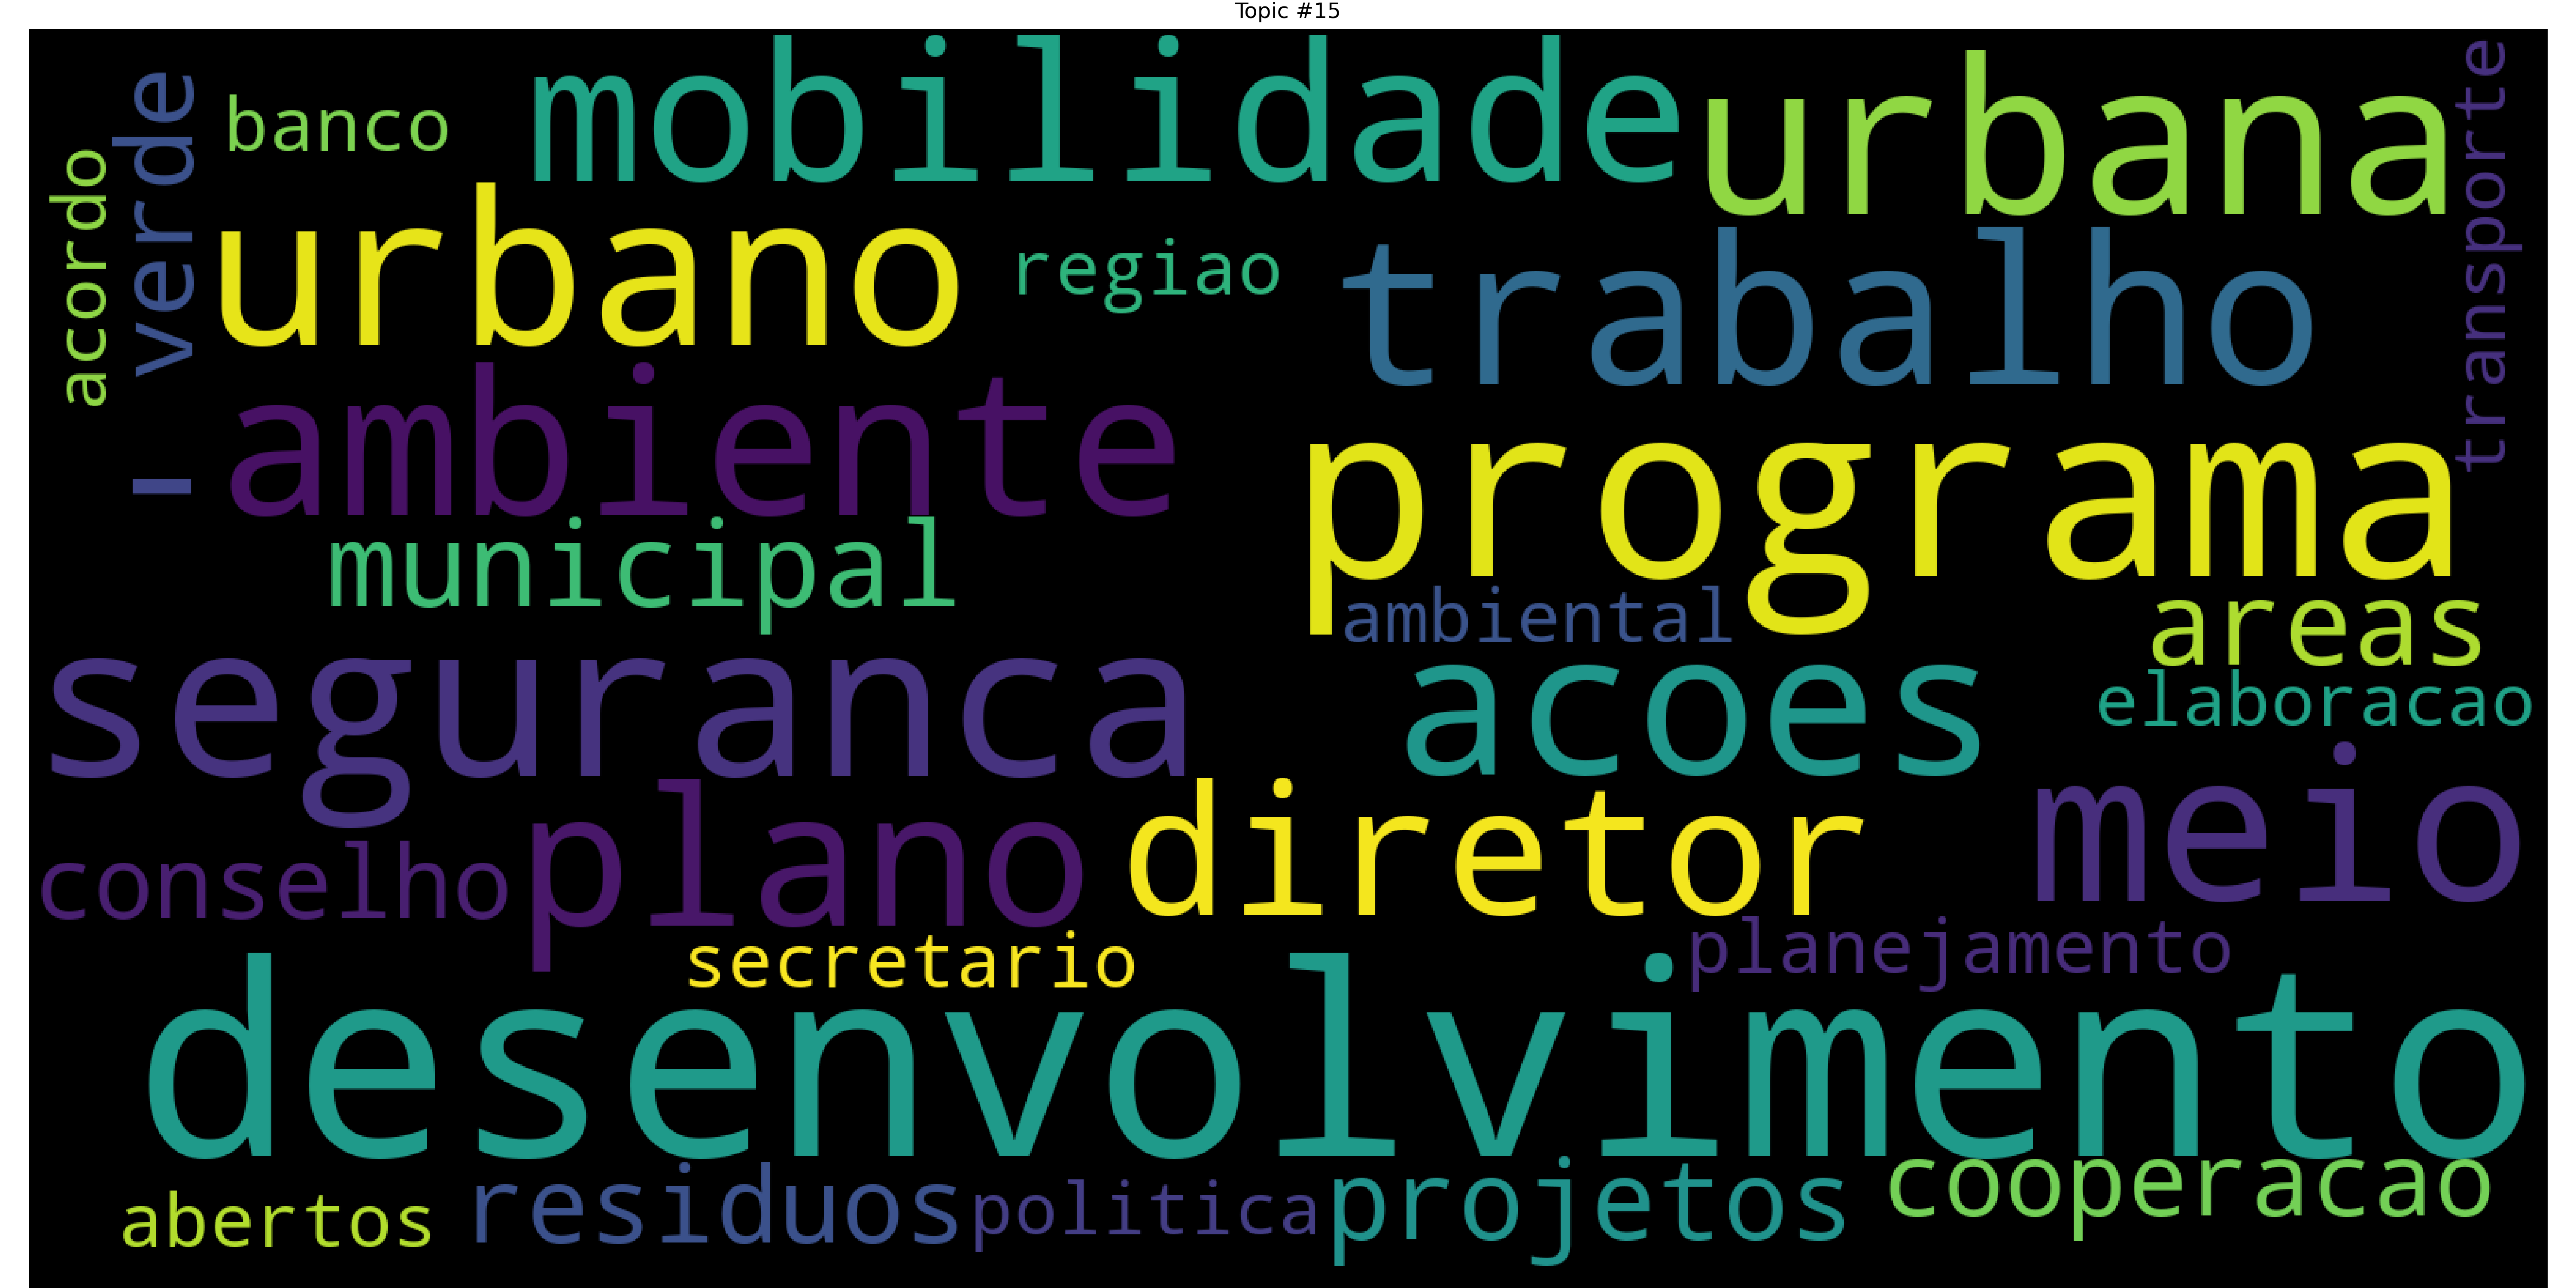 Topic #15
mobilidade
urbana
banco
verde
acordo
transporte
urbano
regiao
trabalho
ambiente
programa
municipal
ambiental
areas
seguranca
acoes
elaboracao
meio
plano
diretor
conselho
secretario
planejamento
desenvolvimento
abertos
residuos
politica
projetos
cooperacao